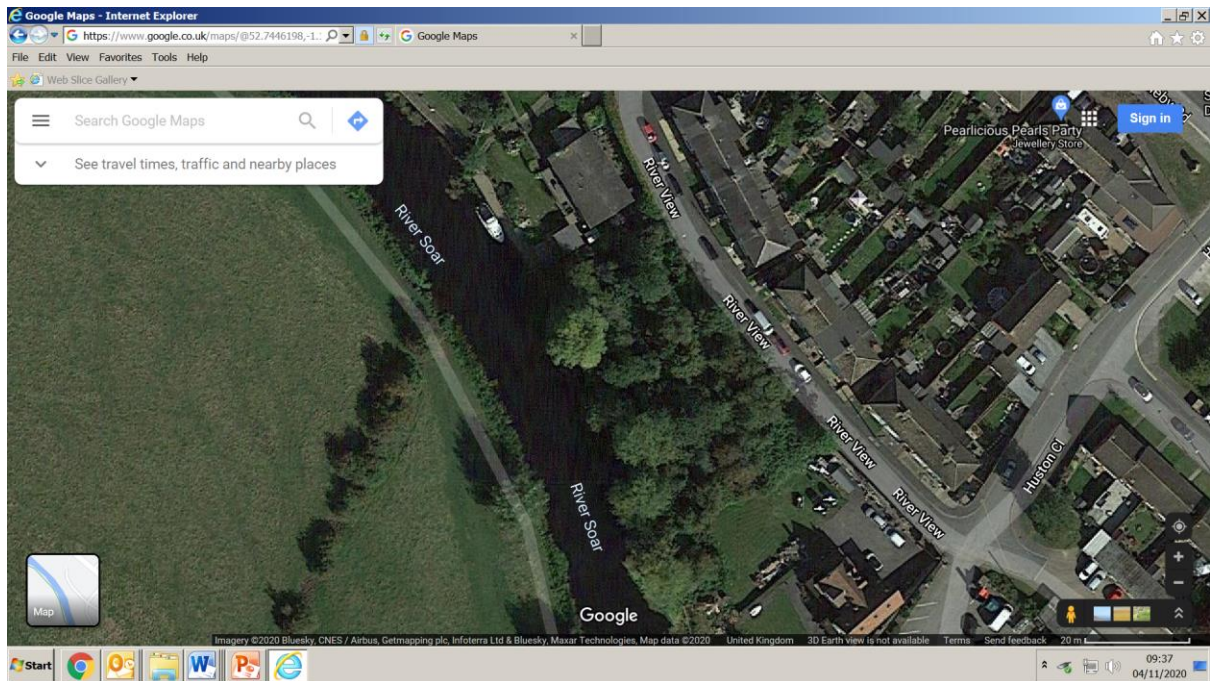 Google Maps - Internet Explorer
https://www.google.co.uk/maps/@52.7446198,-1.
Google Maps
File Edit View Favorites Tools Help
Web Slice Gallery
Search Google Maps
See travel times, traffic and nearby places
Pearlicious Pearls Party
Jewellery Store
Sign in
River View
River Soar
River View
River View
River View
Huston Cl
River Soar
Map
Google
Imagery ©2020 Bluesky, CNES / Airbus, Getmapping plc, Infoterra Ltd & Bluesky, Maxar Technologies, Map data ©2020 United Kingdom 3D Earth view is not available Terms Send feedback 20 m
Start
09:37
04/11/2020